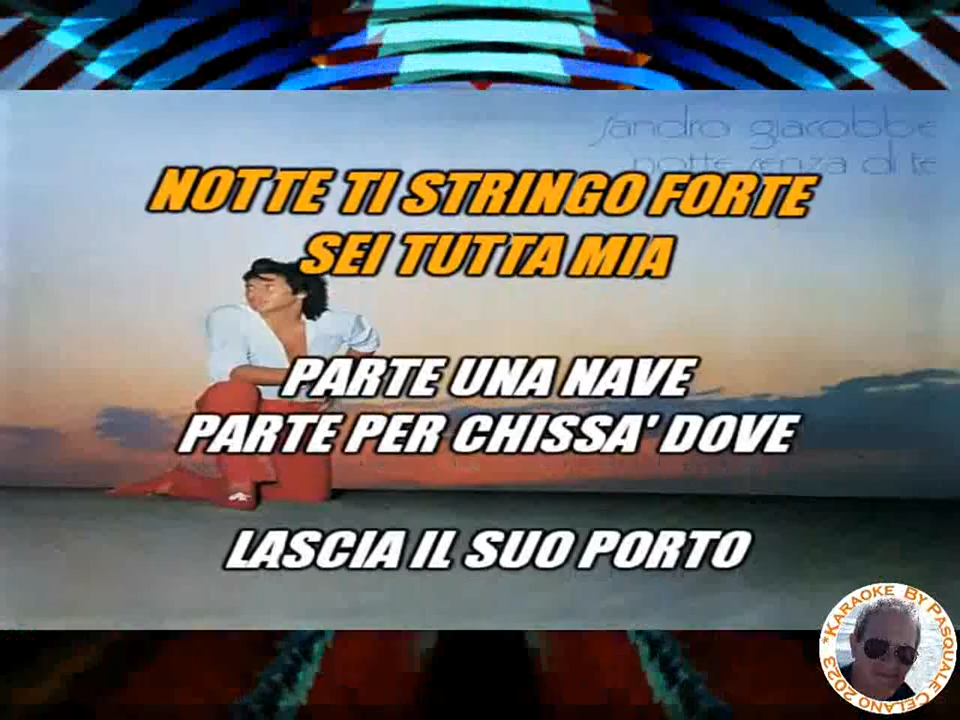 sandro giacobbe
notte senza di te
NOTTE TI STRINGO FORTE
SEI TUTTA MIA
PARTE UNA NAVE
PARTE PER CHISSA' DOVE
LASCIA IL SUO PORTO
*KARAOKE BY PASQUALE CELANO 2023